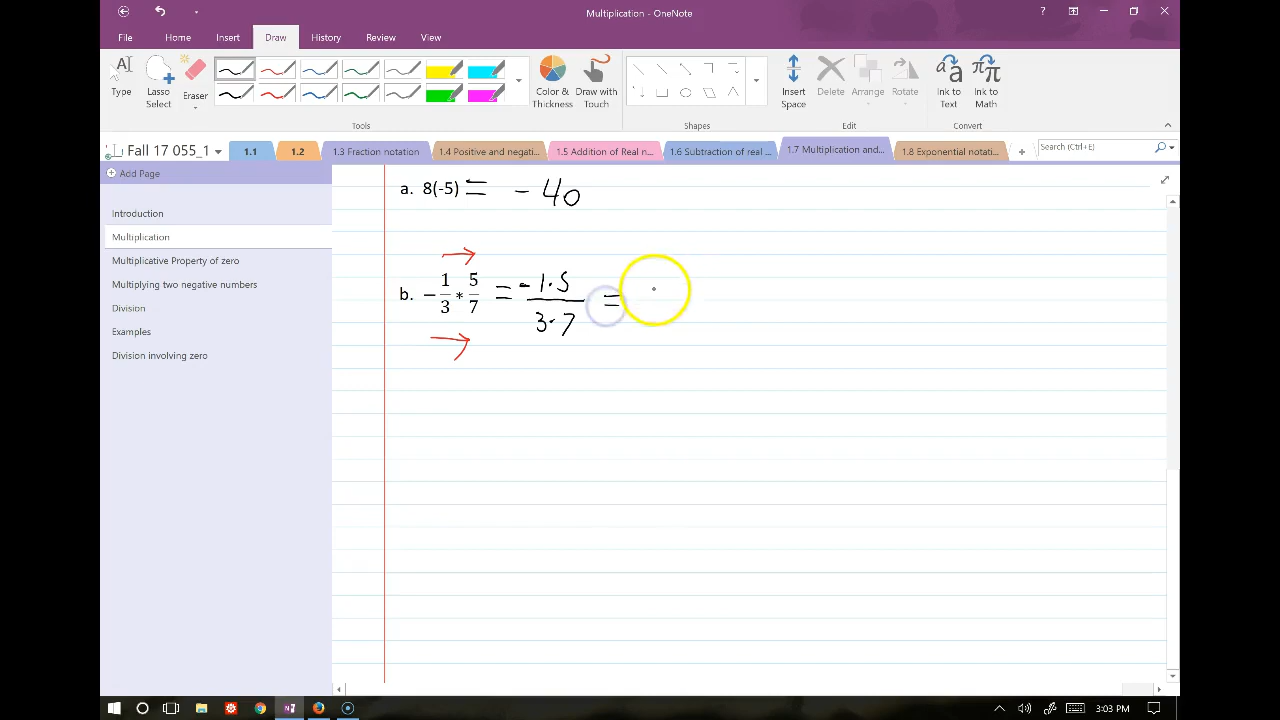 Multiplication - OneNote
?
File Home Insert Draw History Review View
Type
Lasso Select
Eraser
Color & Thickness
Draw with Touch
Insert Space
Delete
Arrange
Rotate
Ink to Text
Ink to Math
Tools
Shapes
Edit
Convert
Fall 17 055_1
1.1
1.2
1.3 Fraction notation
1.4 Positive and negati...
1.5 Addition of Real n...
1.6 Subtraction of real ...
1.7 Multiplication and...
1.8 Exponential notati...
Search (Ctrl+E)
Add Page
Introduction
Multiplication
Multiplicative Property of zero
Multiplying two negative numbers
Division
Examples
Division involving zero
a. 8(-5) = - 40
b. − 1/3 * 5/7 = -1·5 / 3·7 =
3:03 PM